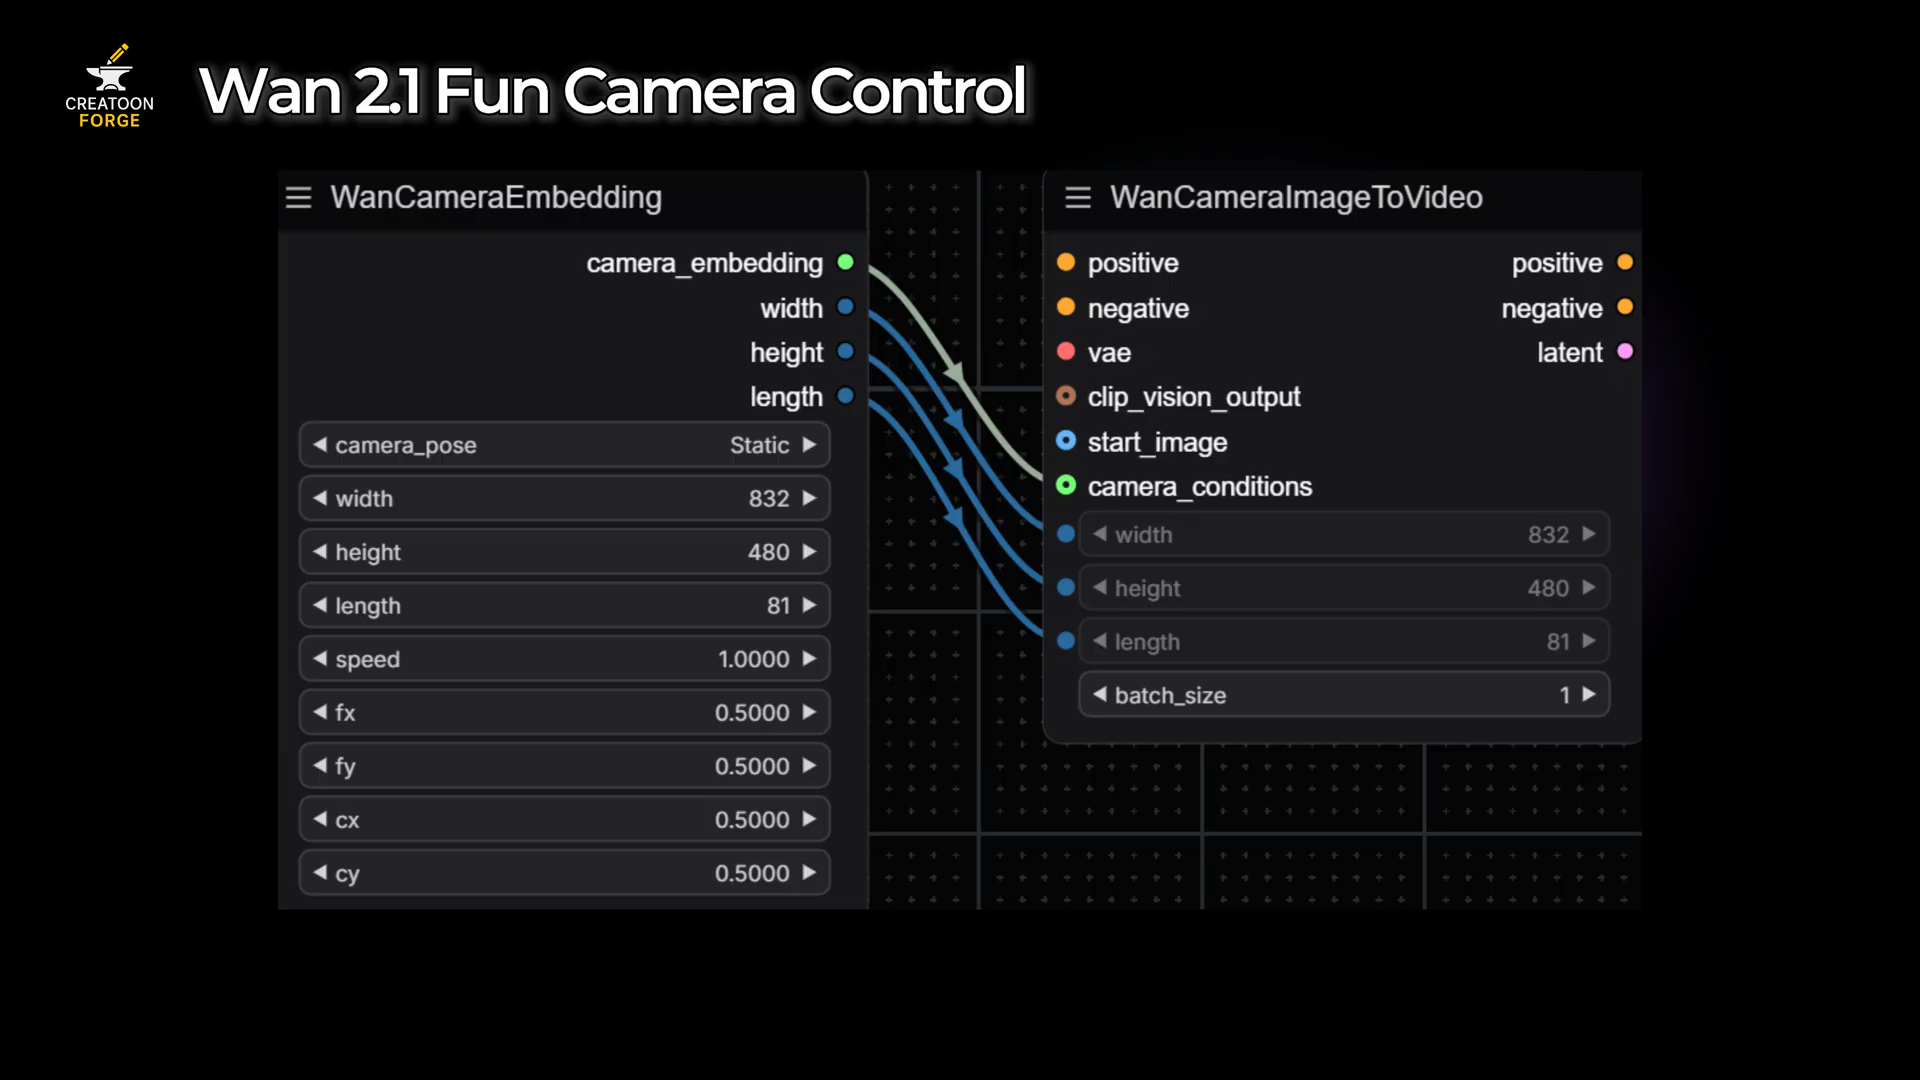 CREATOON
FORGE
Wan 2.1 Fun Camera Control
WanCameraEmbedding
camera_embedding
width
height
length
camera_pose Static
width 832
height 480
length 81
speed 1.0000
fx 0.5000
fy 0.5000
cx 0.5000
cy 0.5000
WanCameraImageToVideo
positive positive
negative negative
vae latent
clip_vision_output
start_image
camera_conditions
width 832
height 480
length 81
batch_size 1